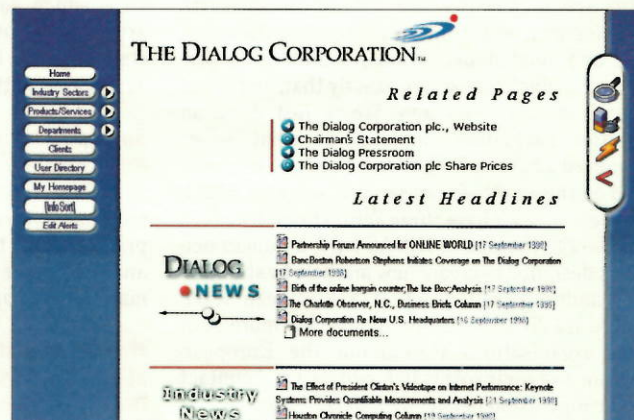 THE DIALOG CORPORATION™
Home
Industry Sectors
Products/Services
Departments
Clients
User Directory
My Homepage
[InfoSort]
Edit Alerts
Related Pages
The Dialog Corporation plc., Website
Chairman's Statement
The Dialog Pressroom
The Dialog Corporation plc Share Prices
Latest Headlines
DIALOG
NEWS
Partnership Forum Announced for ONLINE WORLD [17 September 1998]
BancBoston Robertson Stephens Initiates Coverage on The Dialog Corporation
[17 September 1998]
Birth of the online bargain counter;The Ice Box;Analysis [17 September 1998]
The Charlotte Observer, N.C., Business Briefs Column [17 September 1998]
Dialog Corporation Re New U.S. Headquarters [16 September 1998]
More documents...
Industry
News
The Effect of President Clinton's Videotape on Internet Performance: Keynote
Systems Provides Quantifiable Measurements and Analysis [21 September 1998]
Houston Chronicle Computing Column [19 September 1998]